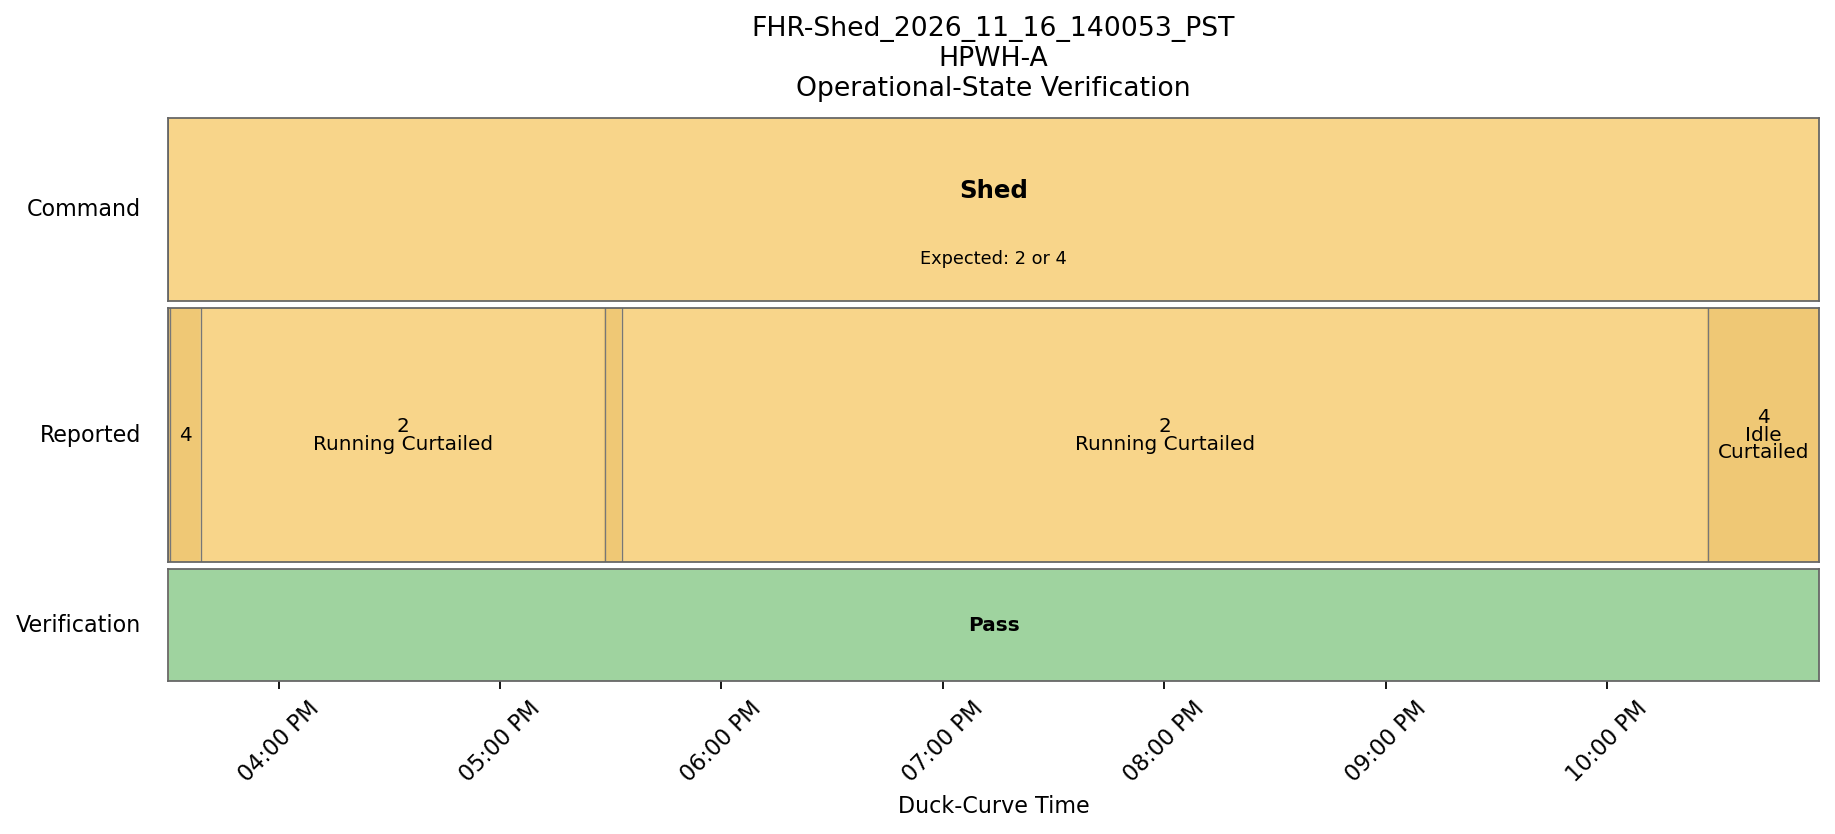 FHR-Shed_2026_11_16_140053_PST
HPWH-A
Operational-State Verification
Command
Shed
Expected: 2 or 4
Reported
4
2
Running Curtailed
2
Running Curtailed
4
Idle
Curtailed
Verification
Pass
04:00 PM
05:00 PM
06:00 PM
07:00 PM
08:00 PM
09:00 PM
10:00 PM
Duck-Curve Time